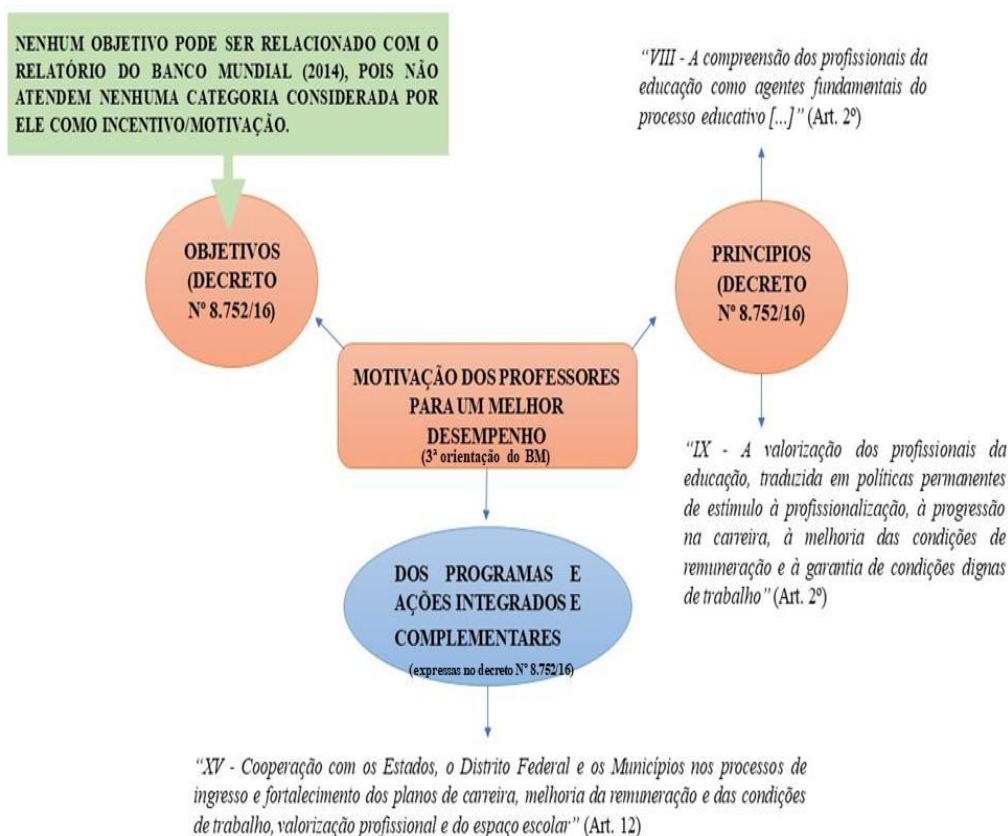 NENHUM OBJETIVO PODE SER RELACIONADO COM O
RELATÓRIO DO BANCO MUNDIAL (2014), POIS NÃO
ATENDEM NENHUMA CATEGORIA CONSIDERADA POR
ELE COMO INCENTIVO/MOTIVAÇÃO.
“VIII - A compreensão dos profissionais da
educação como agentes fundamentais do
processo educativo [...]” (Art. 2º)
OBJETIVOS
(DECRETO
Nº 8.752/16)
PRINCIPIOS
(DECRETO
Nº 8.752/16)
MOTIVAÇÃO DOS PROFESSORES
PARA UM MELHOR
DESEMPENHO
(3ª orientação do BM)
“IX - A valorização dos profissionais da
educação, traduzida em políticas permanentes
de estímulo à profissionalização, à progressão
na carreira, à melhoria das condições de
remuneração e à garantia de condições dignas
de trabalho” (Art. 2º)
DOS PROGRAMAS E
AÇÕES INTEGRADOS E
COMPLEMENTARES
(expressas no decreto Nº 8.752/16)
“XV - Cooperação com os Estados, o Distrito Federal e os Municípios nos processos de
ingresso e fortalecimento dos planos de carreira, melhoria da remuneração e das condições
de trabalho, valorização profissional e do espaço escolar” (Art. 12)